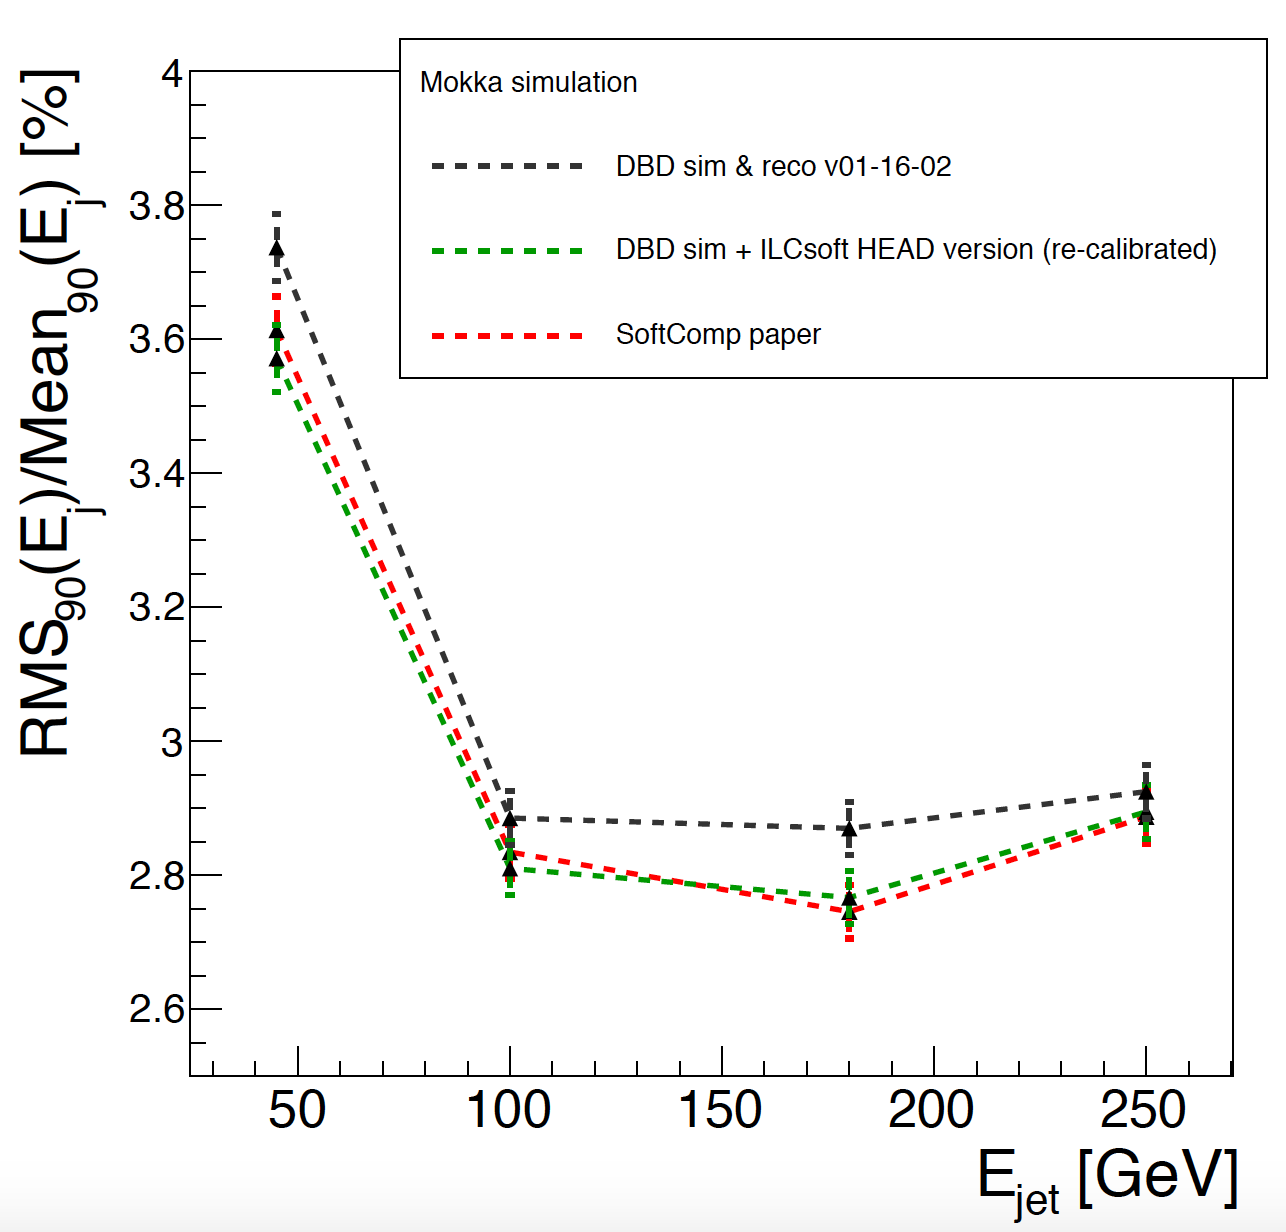 RMS90(Ej)/Mean90(Ej) [%]
4
3.8
3.6
3.4
3.2
3
2.8
2.6
Mokka simulation
DBD sim & reco v01-16-02
DBD sim + ILCsoft HEAD version (re-calibrated)
SoftComp paper
50 100 150 200 250
Ejet [GeV]